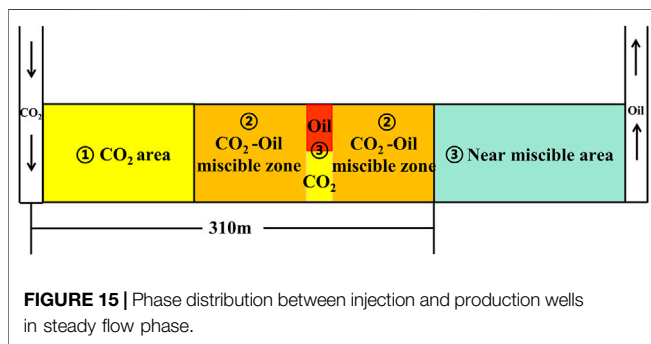 CO₂
① CO₂ area
②
CO₂ -Oil
miscible zone
Oil
③
CO₂
②
CO₂ -Oil
miscible zone
③ Near miscible area
Oil
310m
FIGURE 15 | Phase distribution between injection and production wells
in steady flow phase.